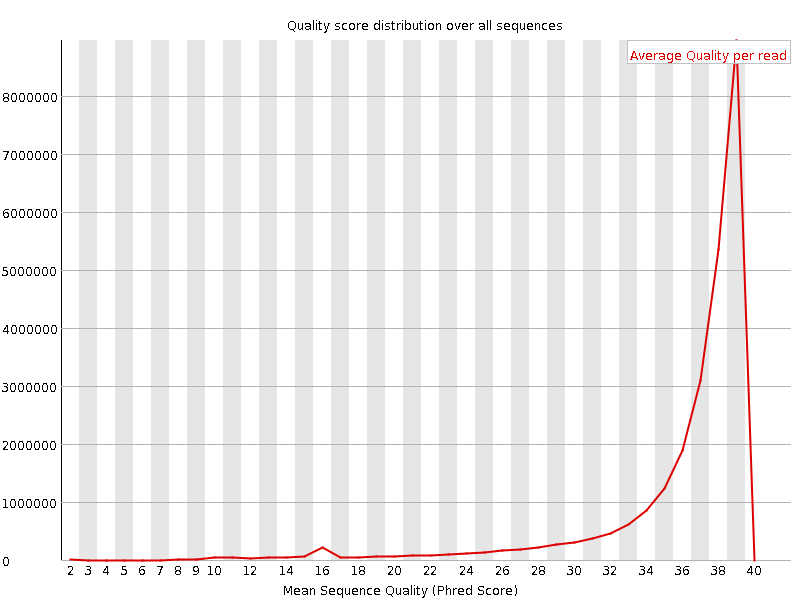 Quality score distribution over all sequences
Average Quality per read
8000000
7000000
6000000
5000000
4000000
3000000
2000000
1000000
0
2 3 4 5 6 7 8 9 10 12 14 16 18 20 22 24 26 28 30 32 34 36 38 40
Mean Sequence Quality (Phred Score)